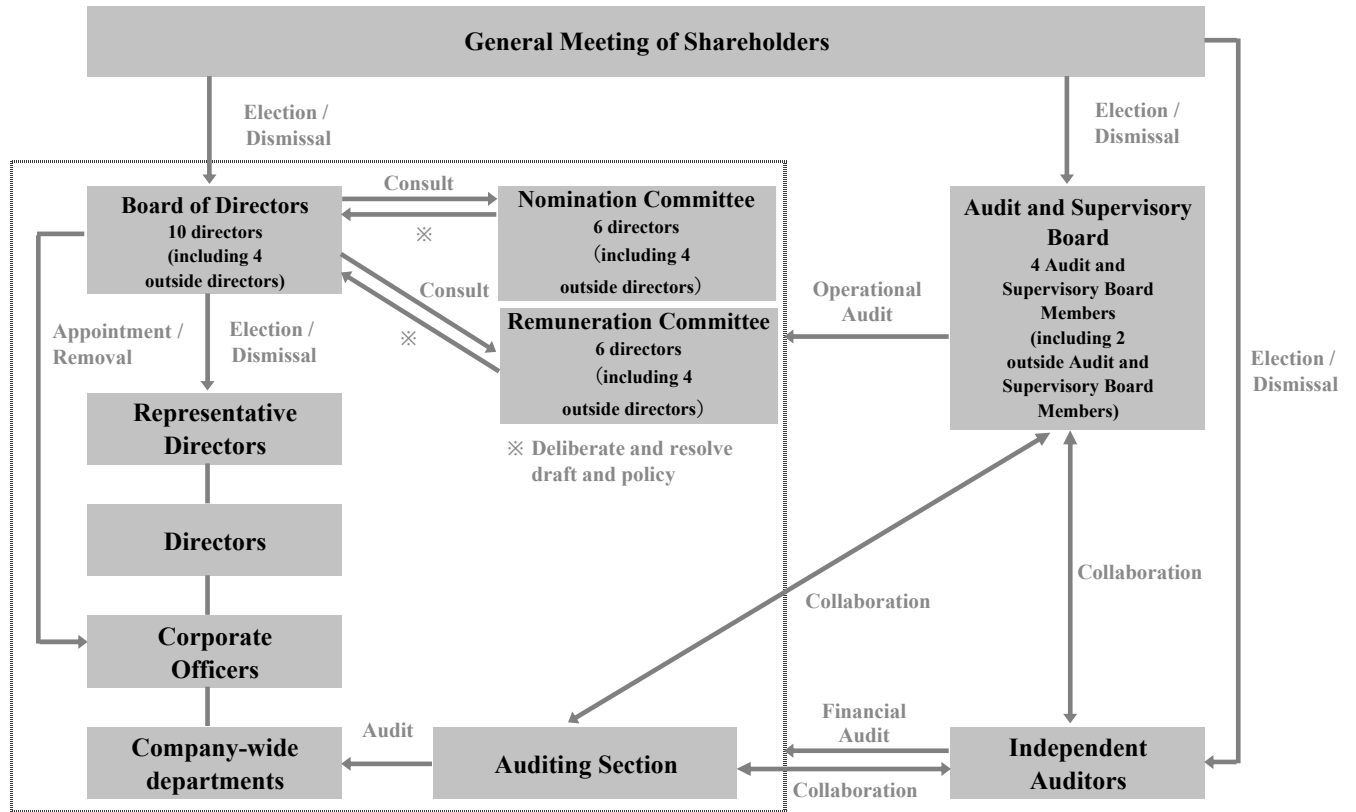 General Meeting of Shareholders
Election /
Dismissal
Election /
Dismissal
Board of Directors
10 directors
(including 4
outside directors)
Consult
※
Consult
※
Nomination Committee
6 directors
（including 4
outside directors）
Remuneration Committee
6 directors
（including 4
outside directors）
※ Deliberate and resolve
draft and policy
Operational
Audit
Audit and Supervisory
Board
4 Audit and
Supervisory Board
Members
(including 2
outside Audit and
Supervisory Board
Members)
Election /
Dismissal
Appointment /
Removal
Election /
Dismissal
Representative
Directors
Directors
Corporate
Officers
Collaboration
Collaboration
Company-wide
departments
Audit
Auditing Section
Financial
Audit
Collaboration
Independent
Auditors